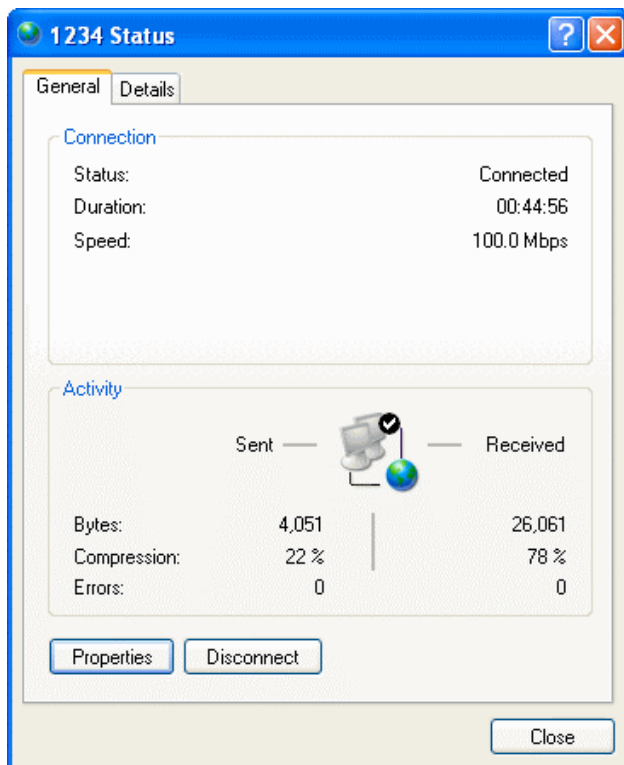 1234 Status
General Details
Connection
Status: Connected
Duration: 00:44:56
Speed: 100.0 Mbps
Activity
Sent Received
Bytes: 4,051 26,061
Compression: 22 % 78 %
Errors: 0 0
Properties Disconnect
Close